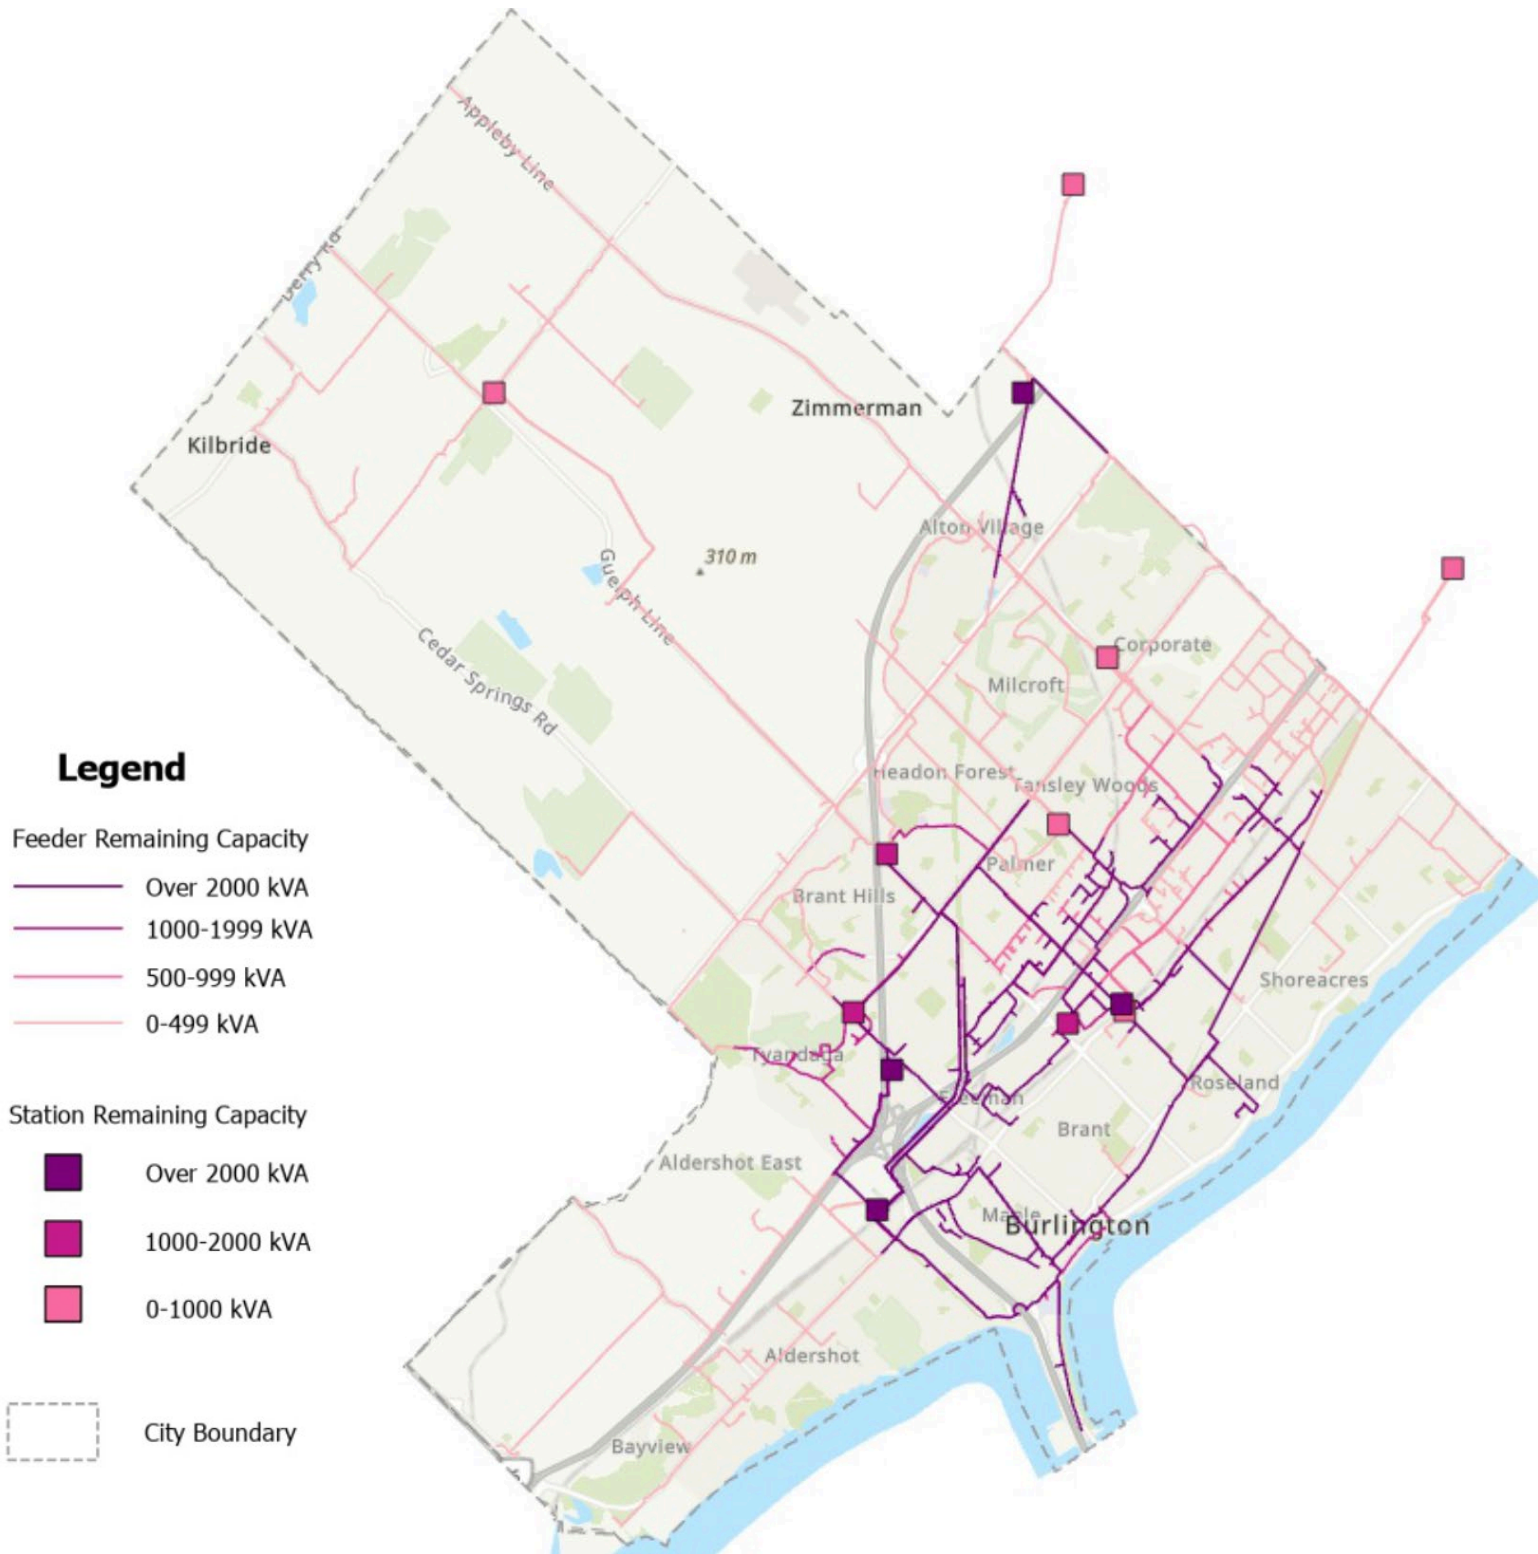 Appleby Line
Derry Rd
Zimmerman
Kilbride
Alton Village
310 m
Guelph Line
Corporate
Cedar Springs Rd
Milcroft
Legend
Headon Forest
Tansley Woods
Feeder Remaining Capacity
Palmer
Over 2000 kVA
Brant Hills
1000-1999 kVA
500-999 kVA
Shoreacres
0-499 kVA
Tyandaga
Roseland
Freeman
Station Remaining Capacity
Brant
Over 2000 kVA
Aldershot East
Maple
Burlington
1000-2000 kVA
0-1000 kVA
Aldershot
City Boundary
Bayview